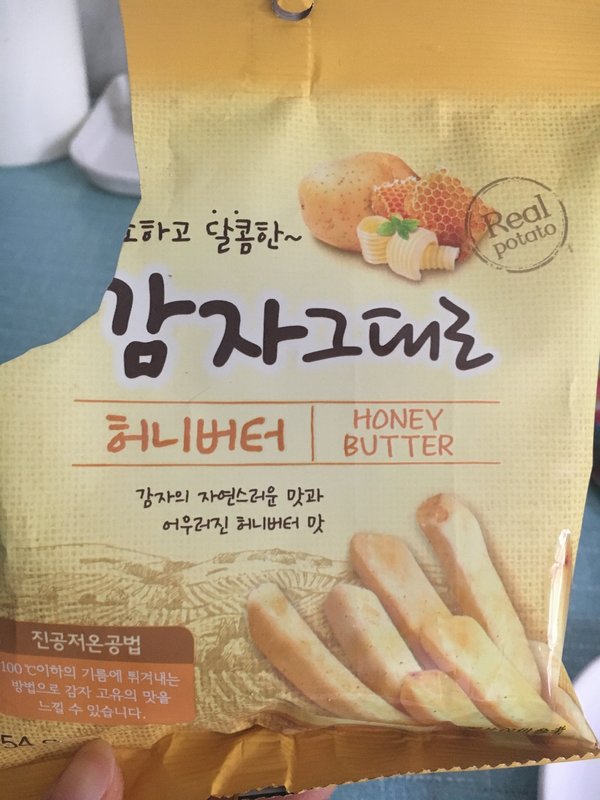 하고 달콤한~
Real
potato
감자그대로
허니버터
HONEY
BUTTER
감자의 자연스러운 맛과
어우러진 허니버터 맛
진공저온공법
100℃이하의 기름에 튀겨내는
방법으로 감자 고유의 맛을
느낄 수 있습니다.
54